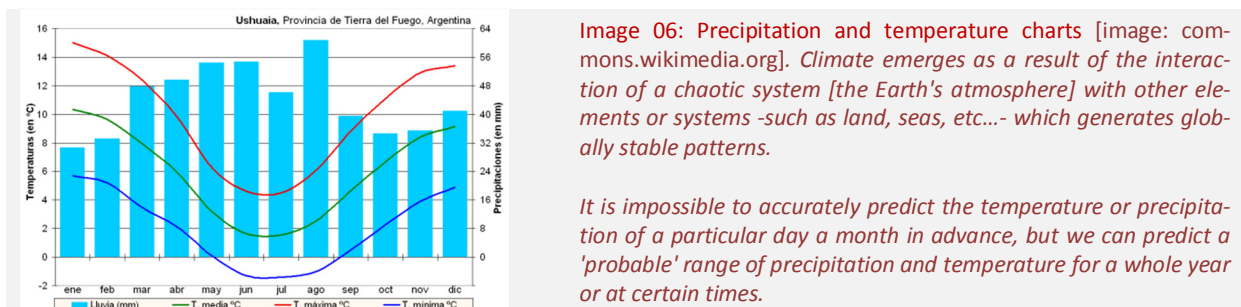 Ushuaia, Provincia de Tierra del Fuego, Argentina
16
14
12
10
8
6
4
2
0
-2
Temperaturas (en ºC)
64
56
48
40
32
24
16
8
0
Precipitaciones (en mm)
ene feb mar abr may jun jul ago sep oct nov dic
Lluvia (mm) T. media ºC T. máxima ºC T. mínima ºC
Image 06: Precipitation and temperature charts [image: com-
mons.wikimedia.org]. Climate emerges as a result of the interac-
tion of a chaotic system [the Earth's atmosphere] with other ele-
ments or systems -such as land, seas, etc...- which generates glob-
ally stable patterns.
It is impossible to accurately predict the temperature or precipita-
tion of a particular day a month in advance, but we can predict a
'probable' range of precipitation and temperature for a whole year
or at certain times.